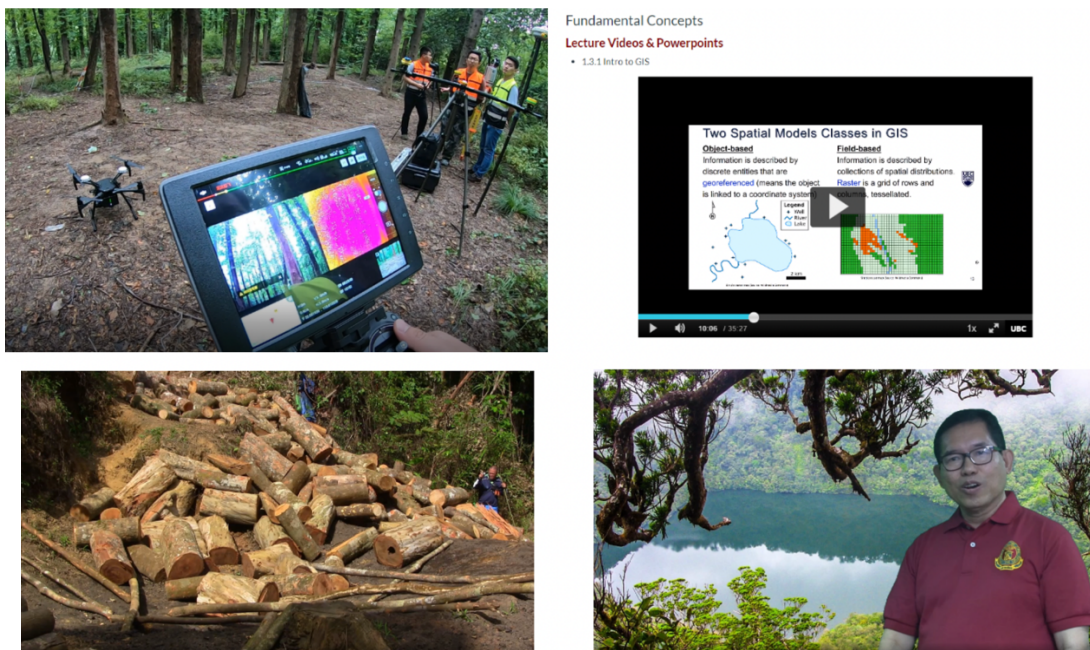 Fundamental Concepts
Lecture Videos & Powerpoints
1.3.1 Intro to GIS
Two Spatial Models Classes in GIS
Object-based
Information is described by
discrete entities that are
georeferenced (means the object
is linked to a coordinate system).
Legend
Well
River
Lake
2 km
Field-based
Information is described by
collections of spatial distributions.
Raster is a grid of rows and
columns, tessellated.
10:06 / 35:27
1x
UBC